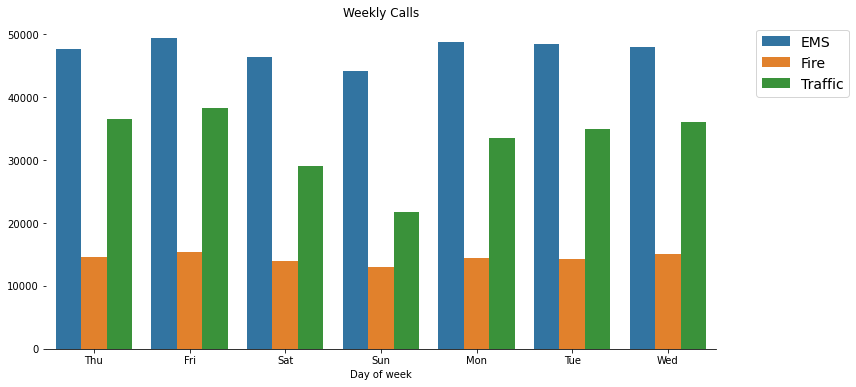 Weekly Calls
50000
40000
30000
20000
10000
0
Thu Fri Sat Sun Mon Tue Wed
Day of week
EMS
Fire
Traffic